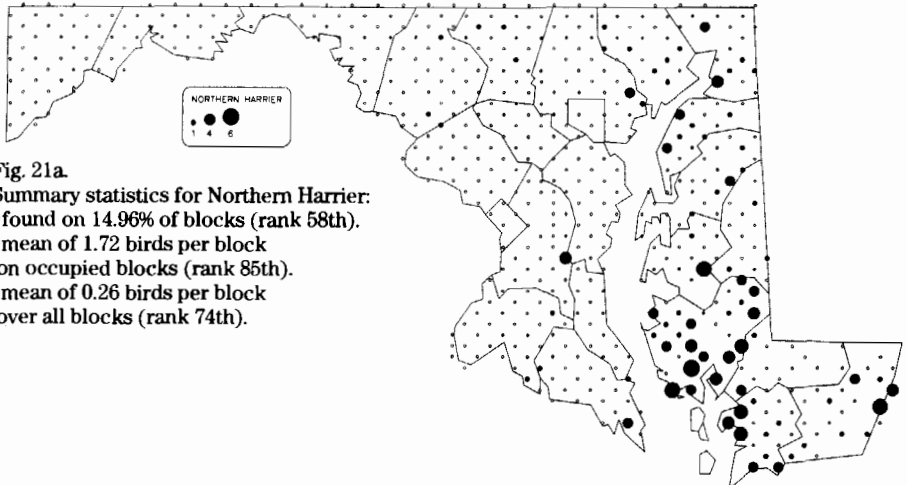 NORTHERN HARRIER
1 4 6
Fig. 21a.
Summary statistics for Northern Harrier:
found on 14.96% of blocks (rank 58th).
mean of 1.72 birds per block
on occupied blocks (rank 85th).
mean of 0.26 birds per block
over all blocks (rank 74th).